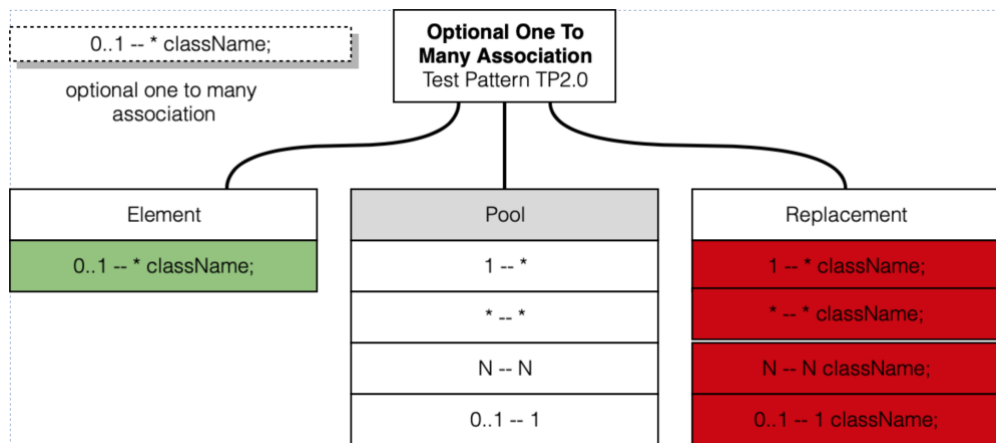 0..1 -- * className;
optional one to many
association
Optional One To
Many Association
Test Pattern TP2.0
Element
0..1 -- * className;
Pool
1 -- *
* -- *
N -- N
0..1 -- 1
Replacement
1 -- * className;
* -- * className;
N -- N className;
0..1 -- 1 className;